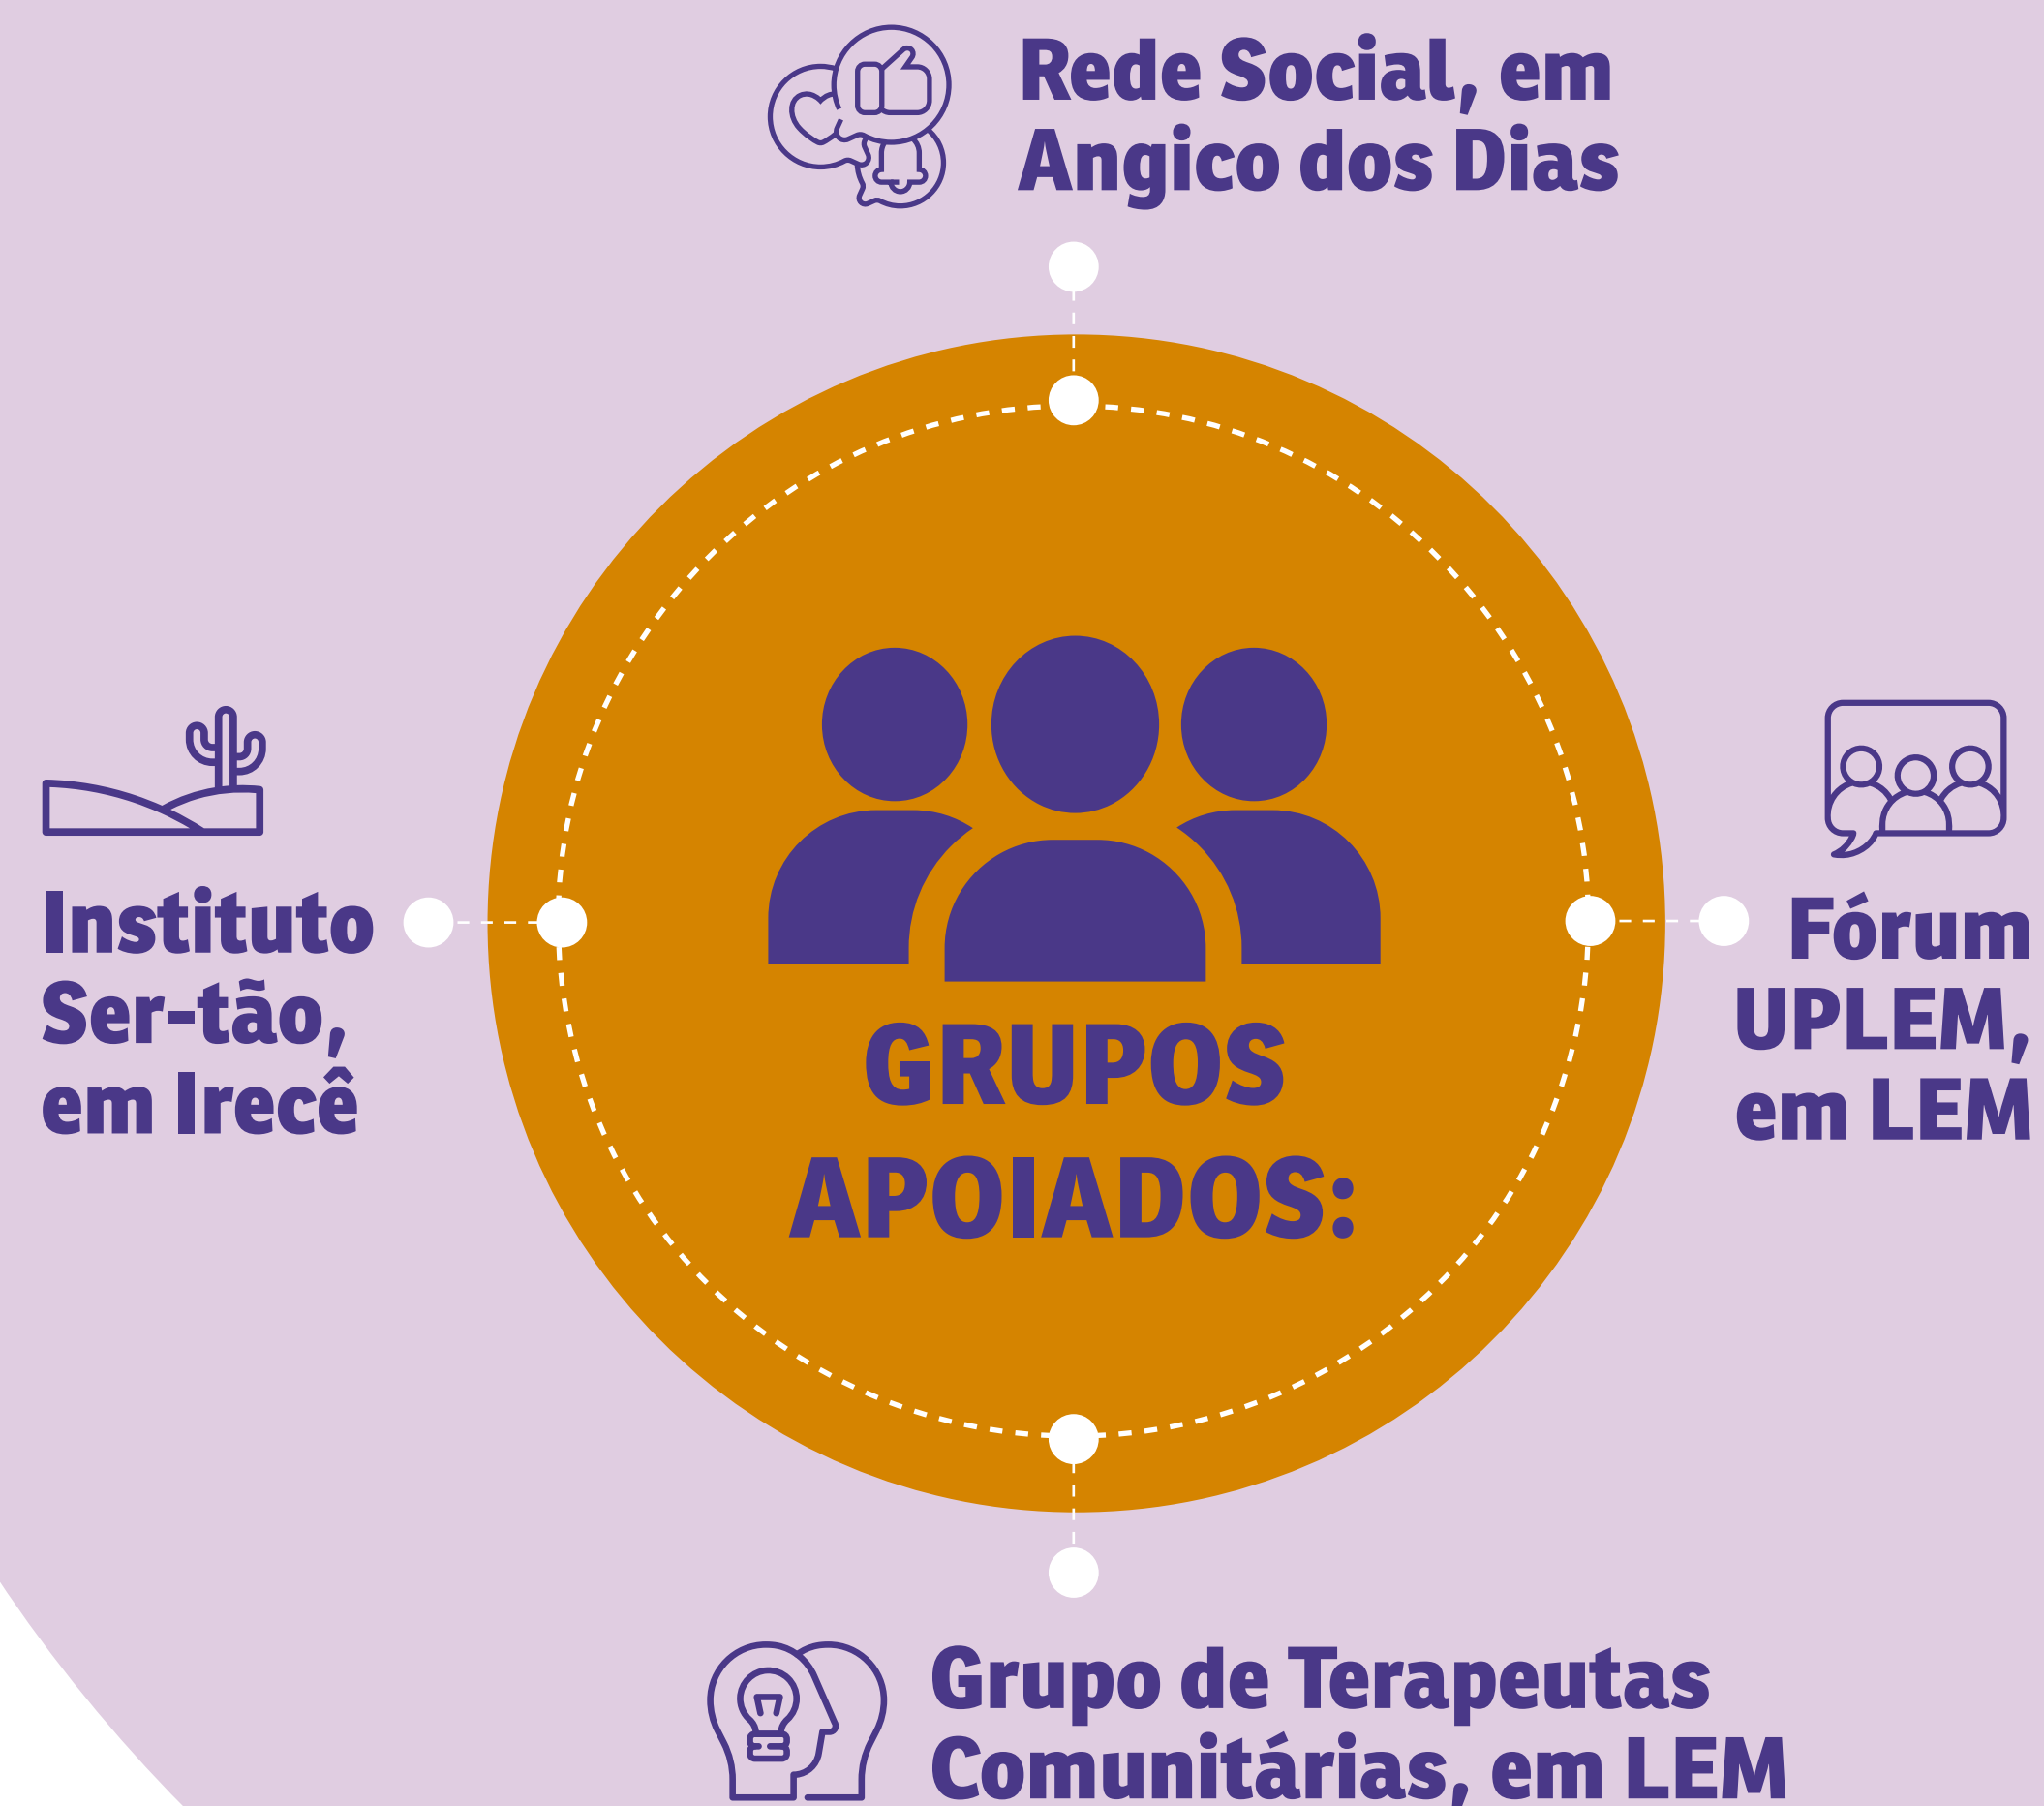 Rede Social, em
Angico dos Dias
Instituto
Ser-tão,
em Irecê
GRUPOS
APOIADOS:
Fórum
UPLEM,
em LEM
Grupo de Terapeutas
Comunitárias, em LEM